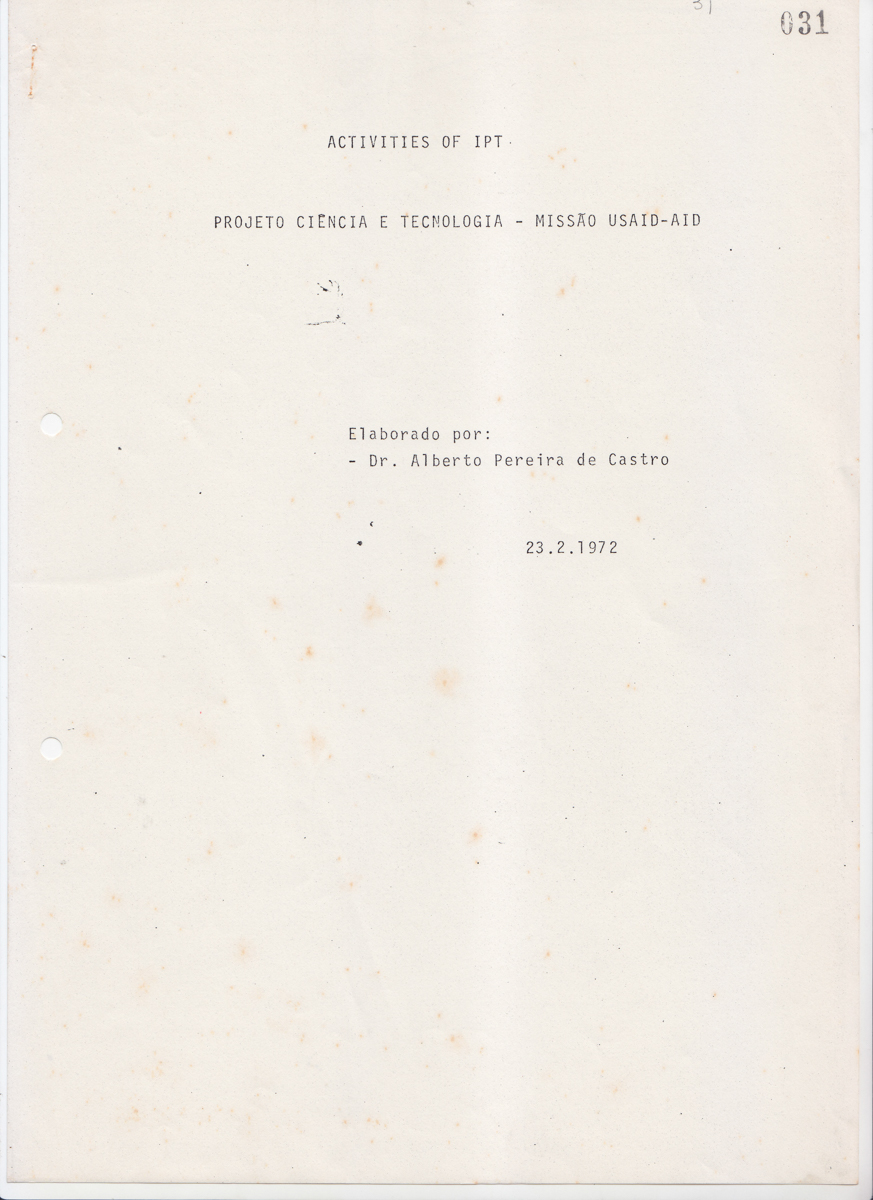 31
031
ACTIVITIES OF IPT
PROJETO CIÊNCIA E TECNOLOGIA - MISSÃO USAID-AID
Elaborado por:
- Dr. Alberto Pereira de Castro
23.2.1972